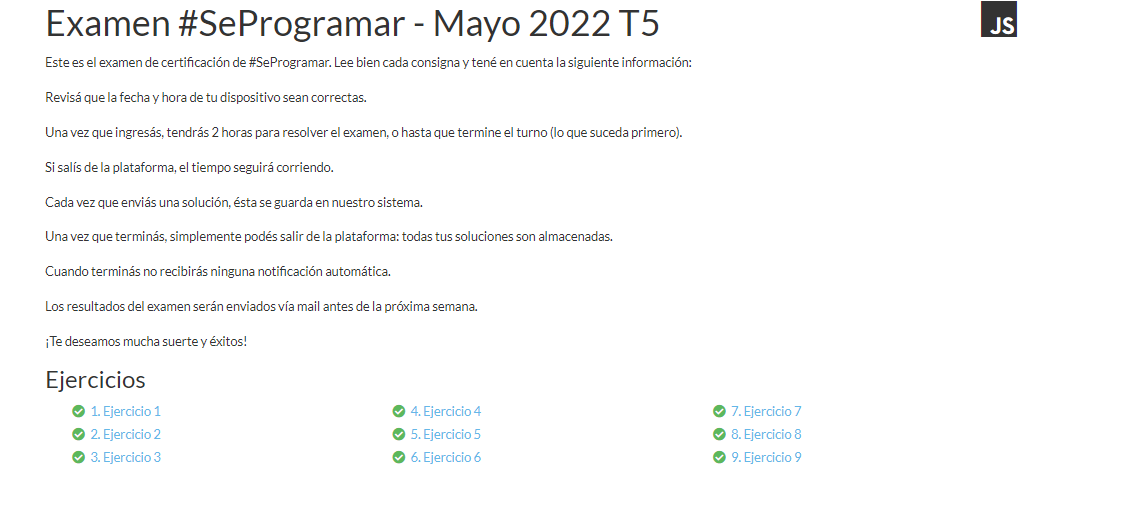 Examen #SeProgramar - Mayo 2022 T5
JS
Este es el examen de certificación de #SeProgramar. Lee bien cada consigna y tené en cuenta la siguiente información:
Revisá que la fecha y hora de tu dispositivo sean correctas.
Una vez que ingresás, tendrás 2 horas para resolver el examen, o hasta que termine el turno (lo que suceda primero).
Si salís de la plataforma, el tiempo seguirá corriendo.
Cada vez que enviás una solución, ésta se guarda en nuestro sistema.
Una vez que terminás, simplemente podés salir de la plataforma: todas tus soluciones son almacenadas.
Cuando terminás no recibirás ninguna notificación automática.
Los resultados del examen serán enviados vía mail antes de la próxima semana.
¡Te deseamos mucha suerte y éxitos!
Ejercicios
1. Ejercicio 1
2. Ejercicio 2
3. Ejercicio 3
4. Ejercicio 4
5. Ejercicio 5
6. Ejercicio 6
7. Ejercicio 7
8. Ejercicio 8
9. Ejercicio 9